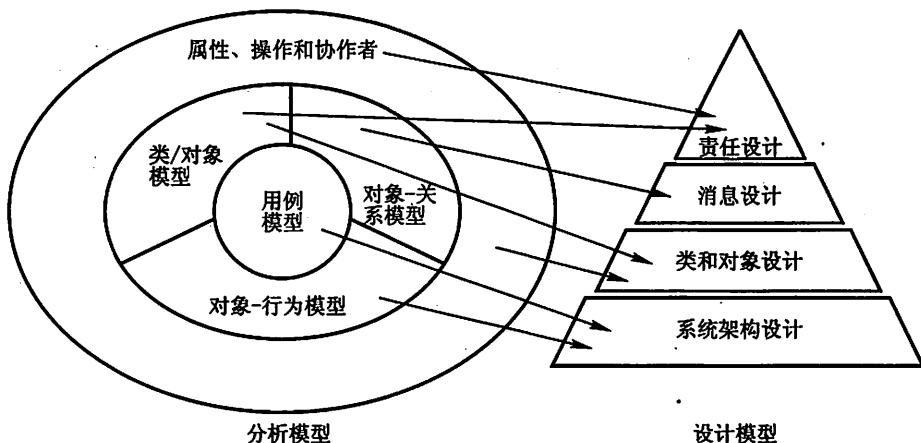 属性、操作和协作者
类/对象
模型
用例
模型
对象-关
系模型
对象-行为模型
分析模型
责任设计
消息设计
类和对象设计
系统架构设计
设计模型